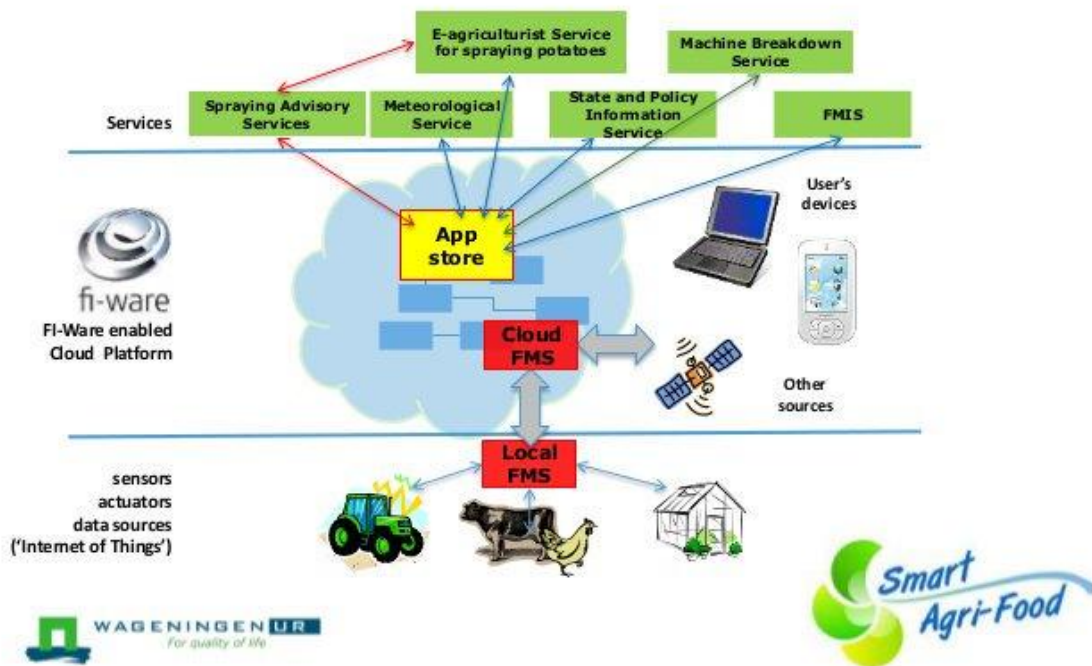 E-agriculturist Service
for spraying potatoes
Machine Breakdown
Service
Services
Spraying Advisory
Services
Meteorological
Service
State and Policy
Information
Service
FMIS
User's
devices
App
store
fi-ware
FI-Ware enabled
Cloud Platform
Cloud
FMS
Other
sources
Local
FMS
sensors
actuators
data sources
('Internet of Things')
WAGENINGEN UR
For quality of life
Smart
Agri-Food